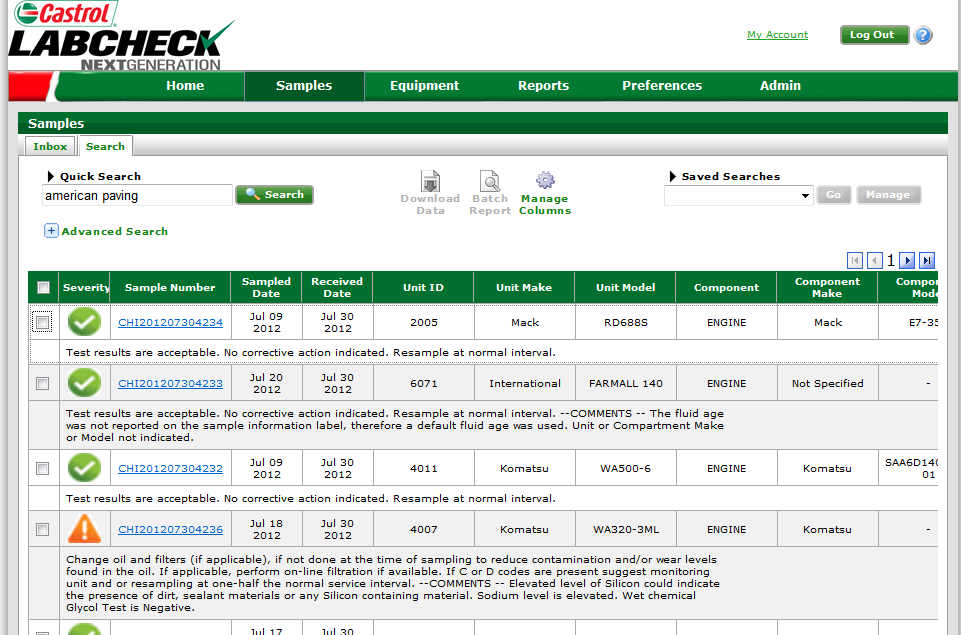 Castrol
LABCHECK
NEXTGENERATION
My Account
Log Out
?
Home Samples Equipment Reports Preferences Admin
Samples
Inbox Search
Quick Search
american paving
Search
Download
Data
Batch
Report
Manage
Columns
Saved Searches
Go
Manage
+ Advanced Search
1
Severity Sample Number Sampled Date Received Date Unit ID Unit Make Unit Model Component Component Make Compo Mode
CHI201207304234 Jul 09 2012 Jul 30 2012 2005 Mack RD688S ENGINE Mack E7-35
Test results are acceptable. No corrective action indicated. Resample at normal interval.
CHI201207304233 Jul 20 2012 Jul 30 2012 6071 International FARMALL 140 ENGINE Not Specified -
Test results are acceptable. No corrective action indicated. Resample at normal interval. --COMMENTS -- The fluid age
was not reported on the sample information label, therefore a default fluid age was used. Unit or Compartment Make
or Model not indicated.
CHI201207304232 Jul 09 2012 Jul 30 2012 4011 Komatsu WA500-6 ENGINE Komatsu SAA6D140 01
Test results are acceptable. No corrective action indicated. Resample at normal interval.
CHI201207304236 Jul 18 2012 Jul 30 2012 4007 Komatsu WA320-3ML ENGINE Komatsu -
Change oil and filters (if applicable), if not done at the time of sampling to reduce contamination and/or wear levels
found in the oil. If applicable, perform on-line filtration if available. If C or D codes are present suggest monitoring
unit and or resampling at one-half the normal service interval. --COMMENTS -- Elevated level of Silicon could indicate
the presence of dirt, sealant materials or any Silicon containing material. Sodium level is elevated. Wet chemical
Glycol Test is Negative.
Jul 17 Jul 30